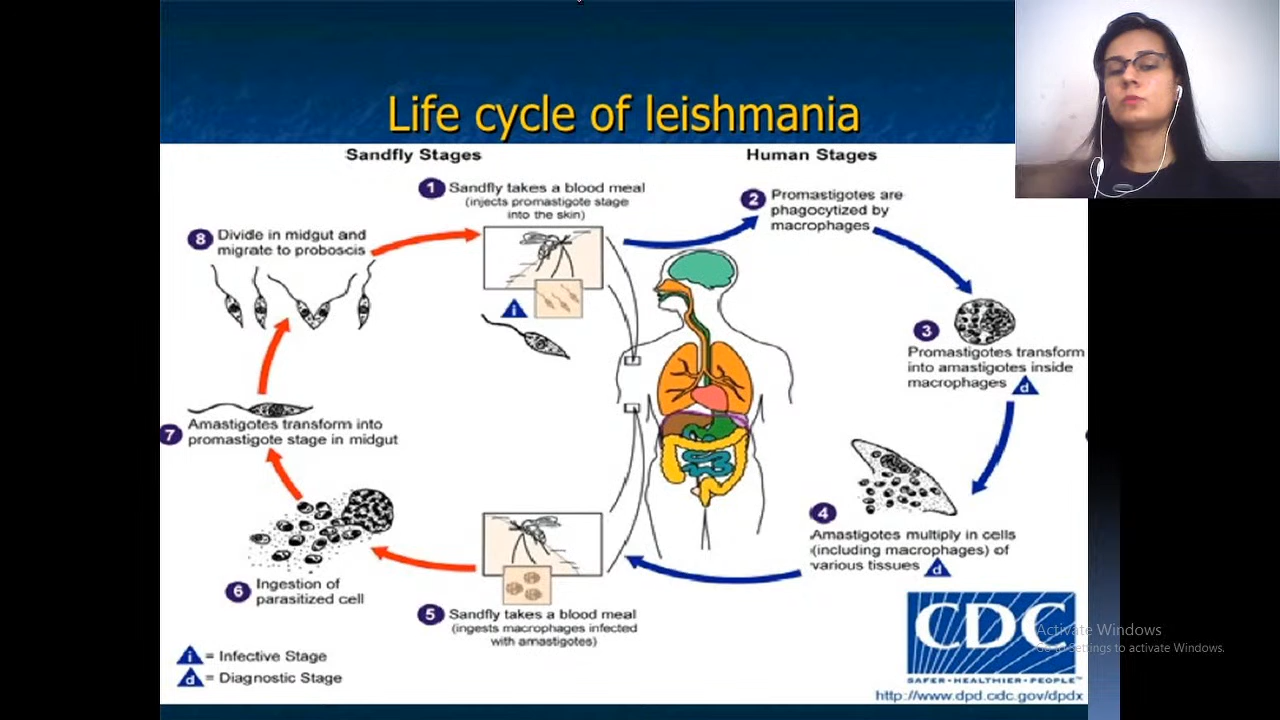 Life cycle of leishmania
Sandfly Stages
Human Stages
1 Sandfly takes a blood meal
(injects promastigote stage
into the skin)
2 Promastigotes are
phagocytized by
macrophages
8 Divide in midgut and
migrate to proboscis
i
3
Promastigotes transform
into amastigotes inside
macrophages d
7 Amastigotes transform into
promastigote stage in midgut
4
Amastigotes multiply in cells
(including macrophages) of
various tissues d
6 Ingestion of
parasitized cell
5 Sandfly takes a blood meal
(ingests macrophages infected
with amastigotes)
i = Infective Stage
d = Diagnostic Stage
CDC
SAFER·HEALTHIER·PEOPLE™
http://www.dpd.cdc.gov/dpdx
Activate Windows
Go to Settings to activate Windows.